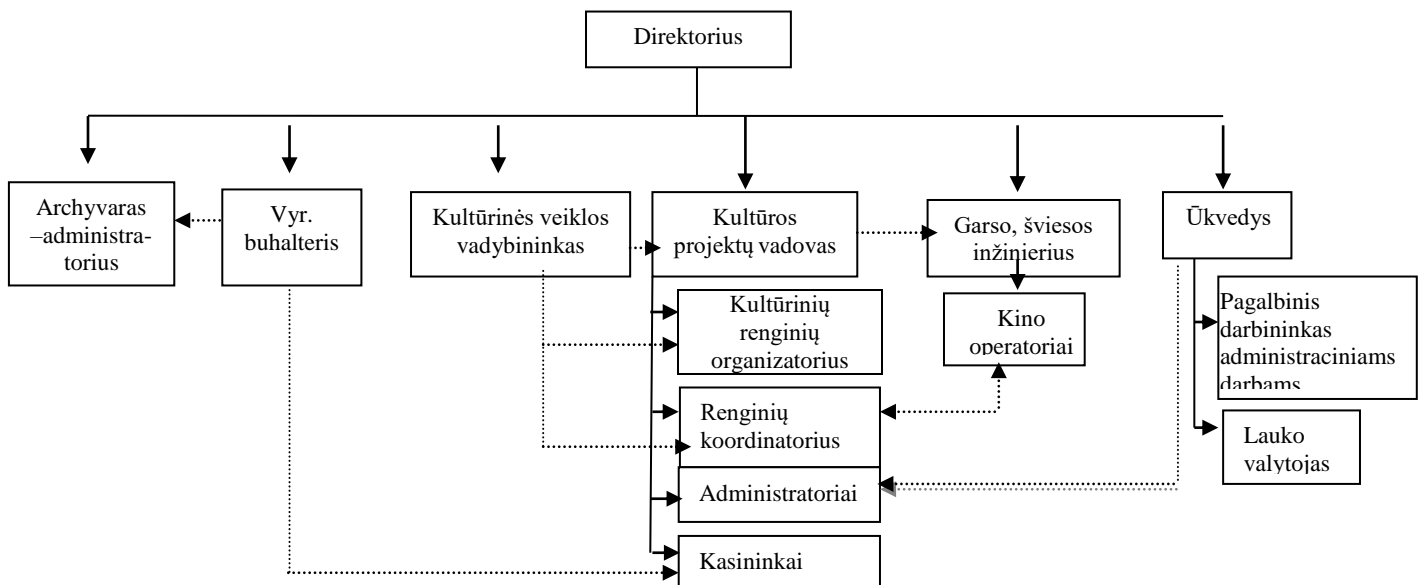 Direktorius
Archyvaras
–administra-
torius
Vyr.
buhalteris
Kultūrinės veiklos
vadybininkas
Kultūros
projektų vadovas
Garso, šviesos
inžinierius
Ūkvedys
Kultūrinių
renginių
organizatorius
Kino
operatoriai
Pagalbinis
darbininkas
administraciniams
darbams
Renginių
koordinatorius
Lauko
valytojas
Administratoriai
Kasininkai